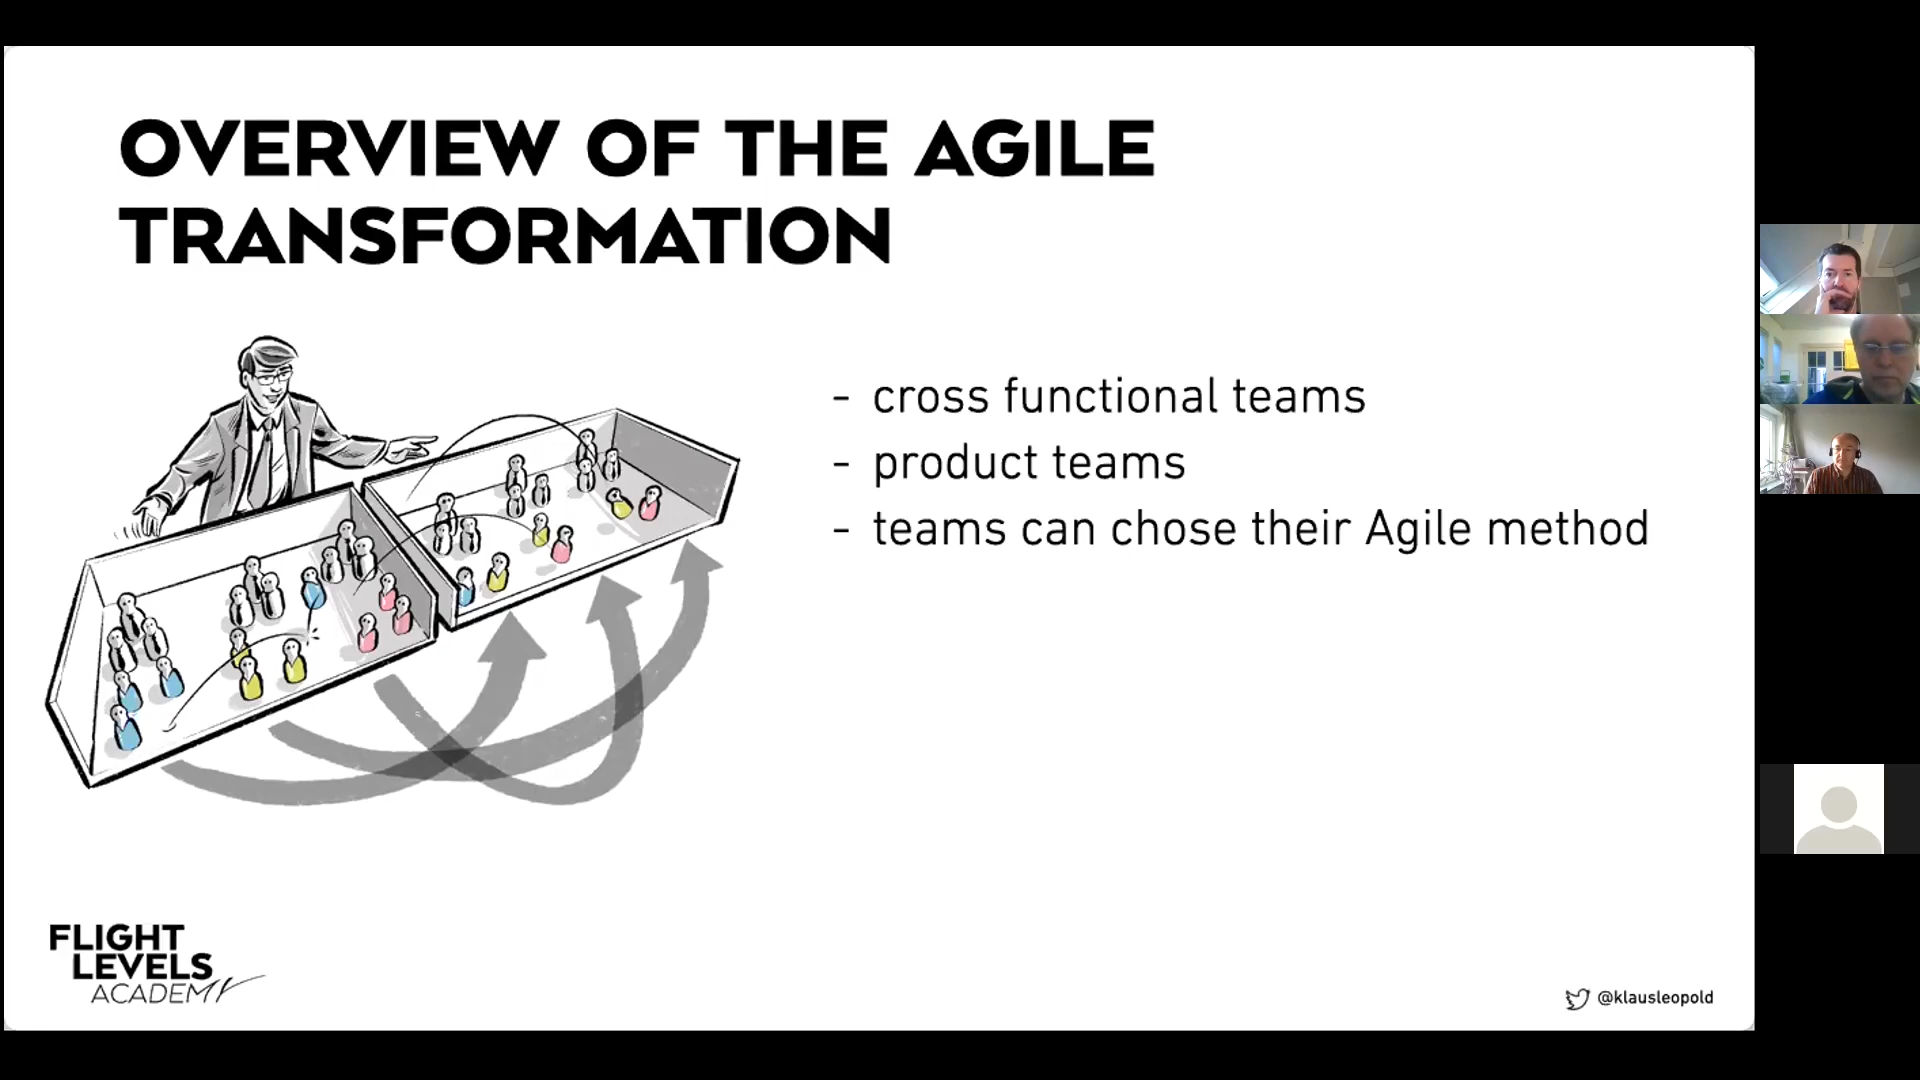 OVERVIEW OF THE AGILE
TRANSFORMATION
- cross functional teams
- product teams
- teams can chose their Agile method
FLIGHT
LEVELS
ACADEMY
@klausleopold